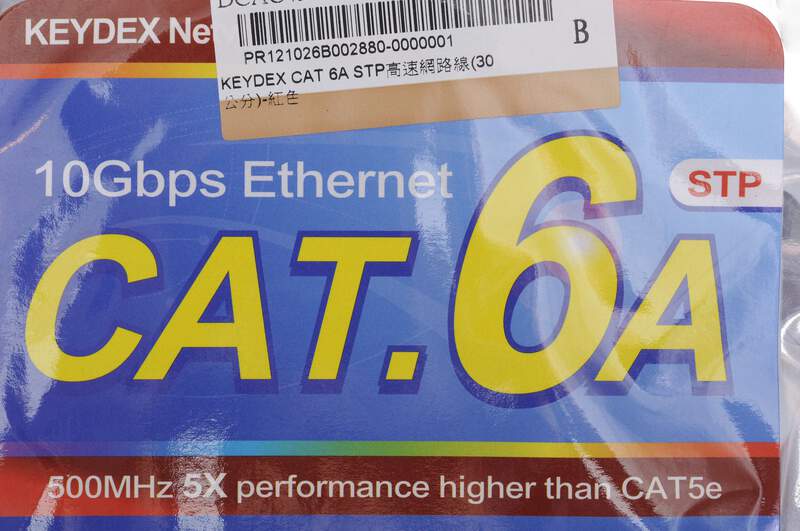 KEYDEX
PR121026B002880-0000001
B
KEYDEX CAT 6A STP高速網路線(30
公分)-紅色
10Gbps Ethernet
STP
CAT.6A
500MHz 5X performance higher than CAT5e